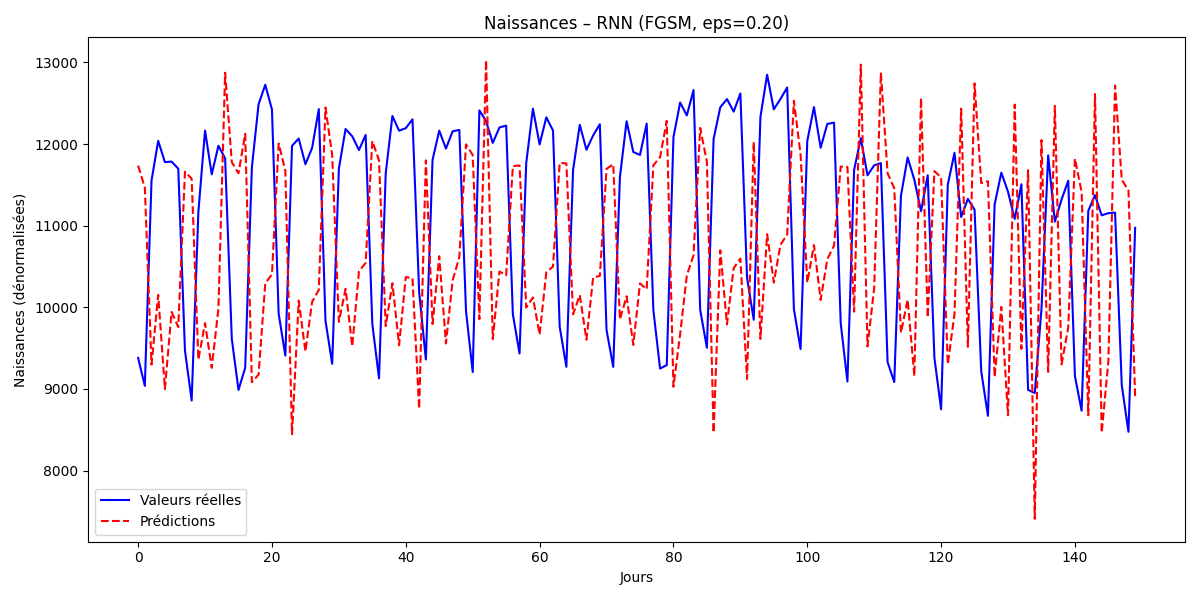 Naissances – RNN (FGSM, eps=0.20)
Naissances (dénormalisées)
13000
12000
11000
10000
9000
8000
Valeurs réelles
Prédictions
0 20 40 60 80 100 120 140
Jours